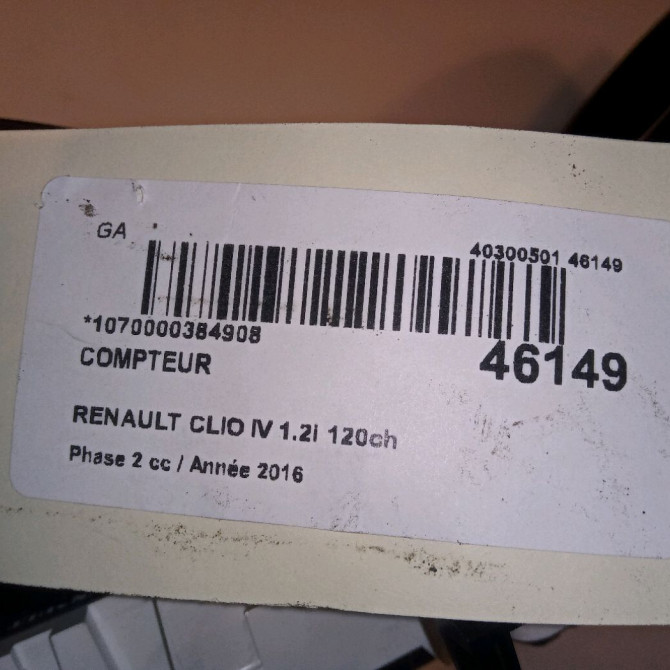 GA
40300501 46149
*1070000384908
46149
COMPTEUR
RENAULT CLIO IV 1.2i 120ch
Phase 2 cc / Année 2016